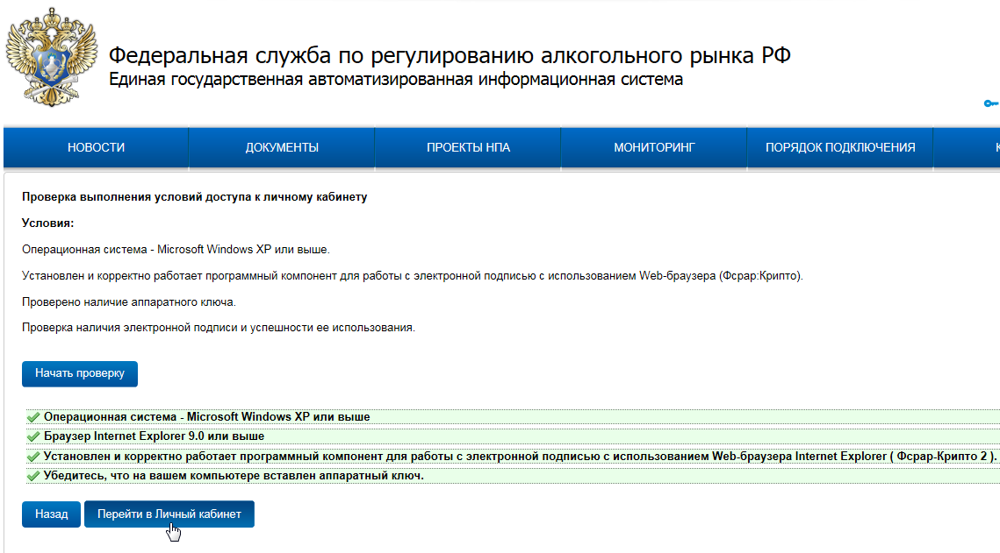 Федеральная служба по регулированию алкогольного рынка РФ
Единая государственная автоматизированная информационная система
НОВОСТИ ДОКУМЕНТЫ ПРОЕКТЫ НПА МОНИТОРИНГ ПОРЯДОК ПОДКЛЮЧЕНИЯ
Проверка выполнения условий доступа к личному кабинету
Условия:
Операционная система - Microsoft Windows XP или выше.
Установлен и корректно работает программный компонент для работы с электронной подписью с использованием Web-браузера (Фсрар:Крипто).
Проверено наличие аппаратного ключа.
Проверка наличия электронной подписи и успешности ее использования.
Начать проверку
Операционная система - Microsoft Windows XP или выше
Браузер Internet Explorer 9.0 или выше
Установлен и корректно работает программный компонент для работы с электронной подписью с использованием Web-браузера Internet Explorer ( Фсрар-Крипто 2 ).
Убедитесь, что на вашем компьютере вставлен аппаратный ключ.
Назад Перейти в Личный кабинет